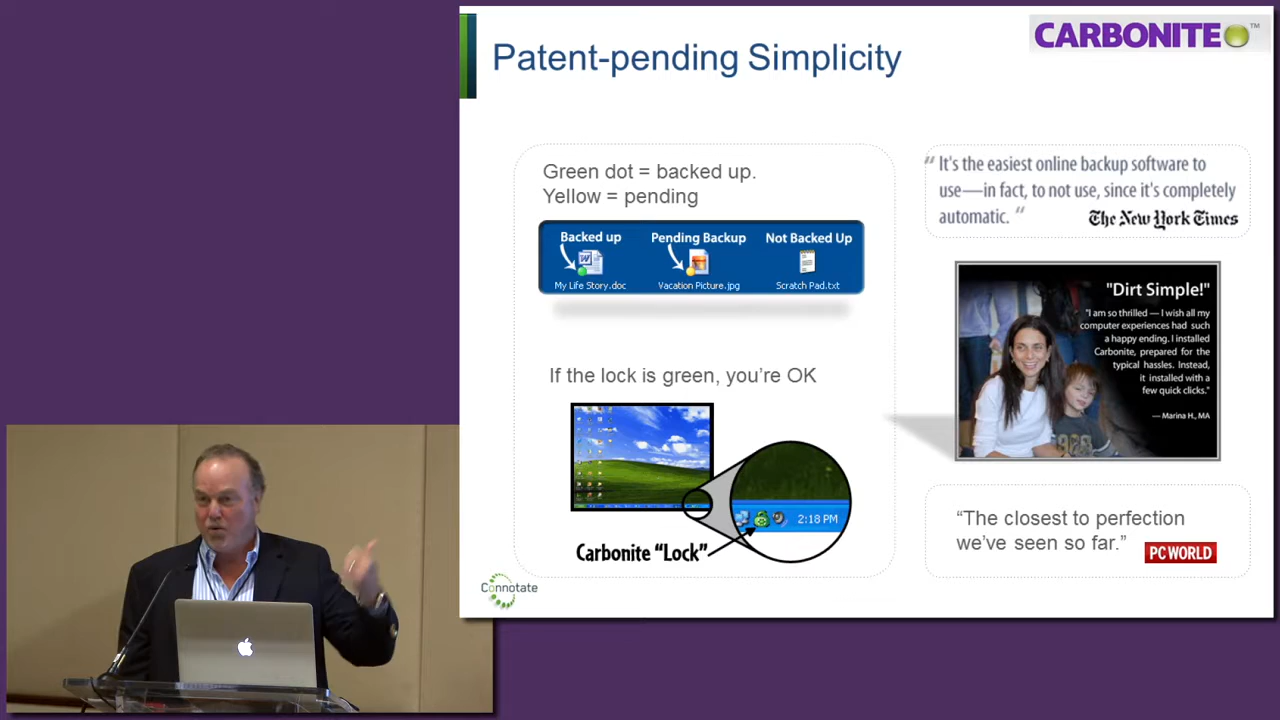 Patent-pending Simplicity
CARBONITE™
Green dot = backed up.
Yellow = pending
Backed up
Pending Backup
Not Backed Up
My Life Story.doc
Vacation Picture.jpg
Scratch Pad.txt
If the lock is green, you’re OK
2:18 PM
Carbonite “Lock”
Connotate
“ It's the easiest online backup software to
use—in fact, to not use, since it's completely
automatic. “
The New York Times
"Dirt Simple!"
"I am so thrilled — I wish all my
computer experiences had such
a happy ending. I installed
Carbonite, prepared for the
typical hassles. Instead,
it installed with a
few quick clicks."
— Marina H., MA
“The closest to perfection
we’ve seen so far.”
PC WORLD